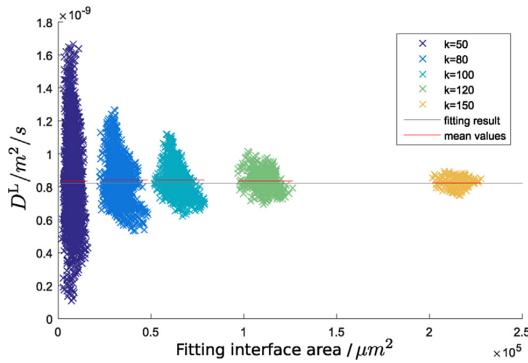 ×10⁻⁹
1.8
1.6
1.4
1.2
1
0.8
0.6
0.4
0.2
0
D^L/m²/s
k=50
k=80
k=100
k=120
k=150
fitting result
mean values
0 0.5 1 1.5 2 2.5
×10⁵
Fitting interface area / μm²